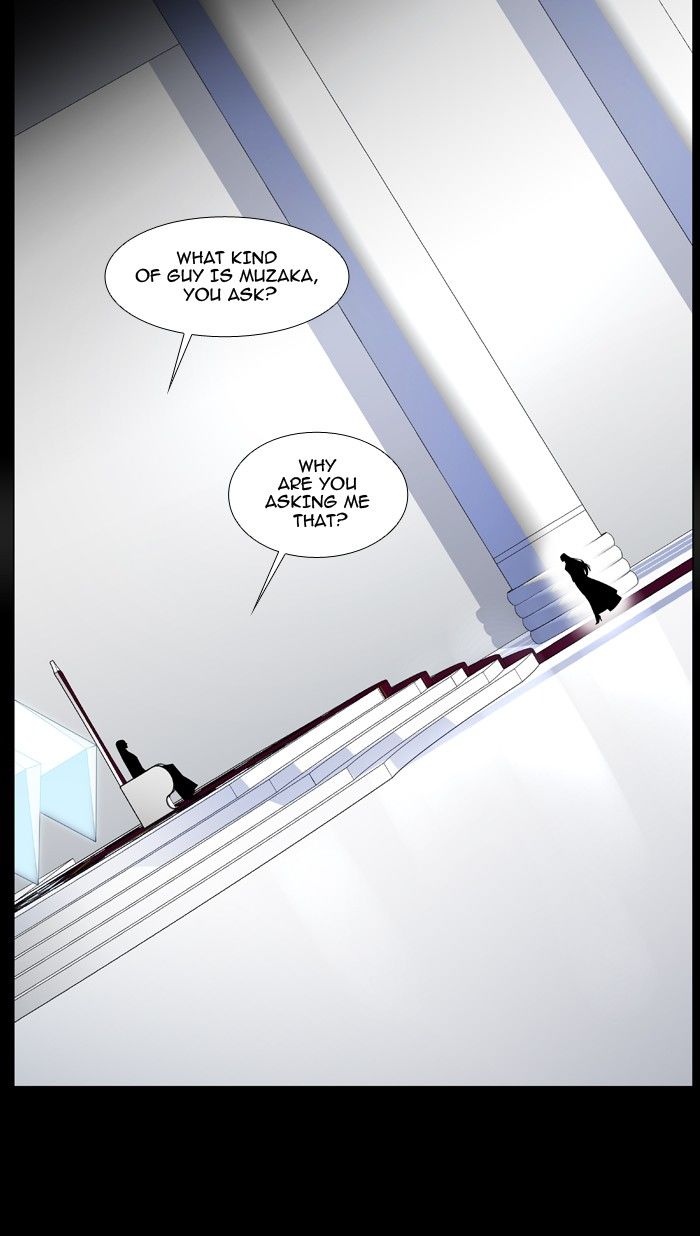 WHAT KIND
OF GUY IS MUZAKA,
YOU ASK?
WHY
ARE YOU
ASKING ME
THAT?